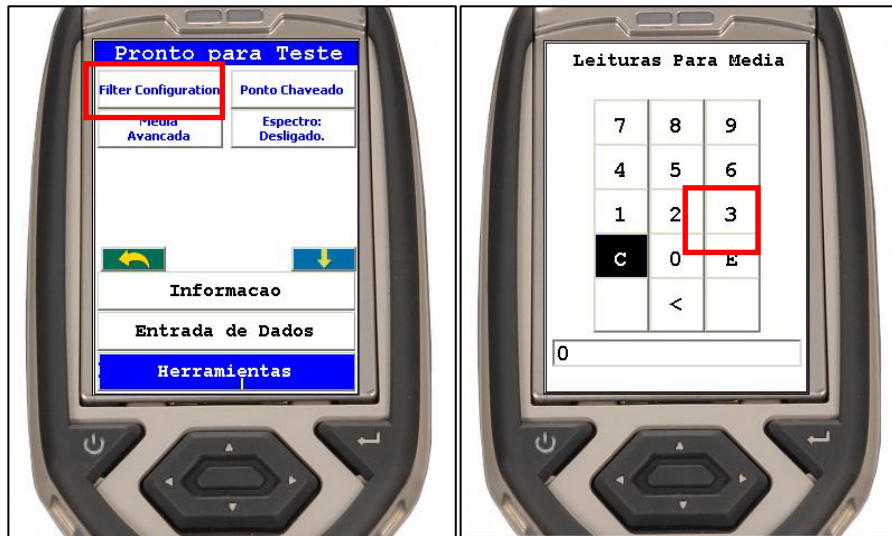 Pronto para Teste
Filter Configuration
Ponto Chaveado
Media
Avancada
Espectro:
Desligado.
Informacao
Entrada de Dados
Herramientas
Leituras Para Media
7 8 9
4 5 6
1 2 3
C 0 E
<
0